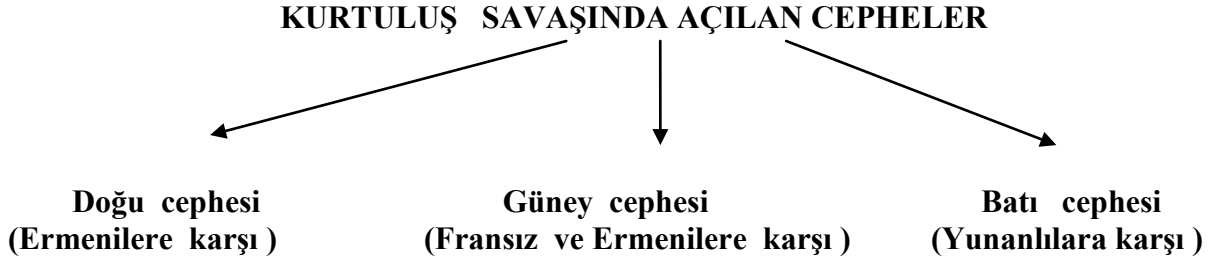 KURTULUŞ SAVAŞINDA AÇILAN CEPHELER
Doğu cephesi
(Ermenilere karşı )
Güney cephesi
(Fransız ve Ermenilere karşı )
Batı cephesi
(Yunanlılara karşı )